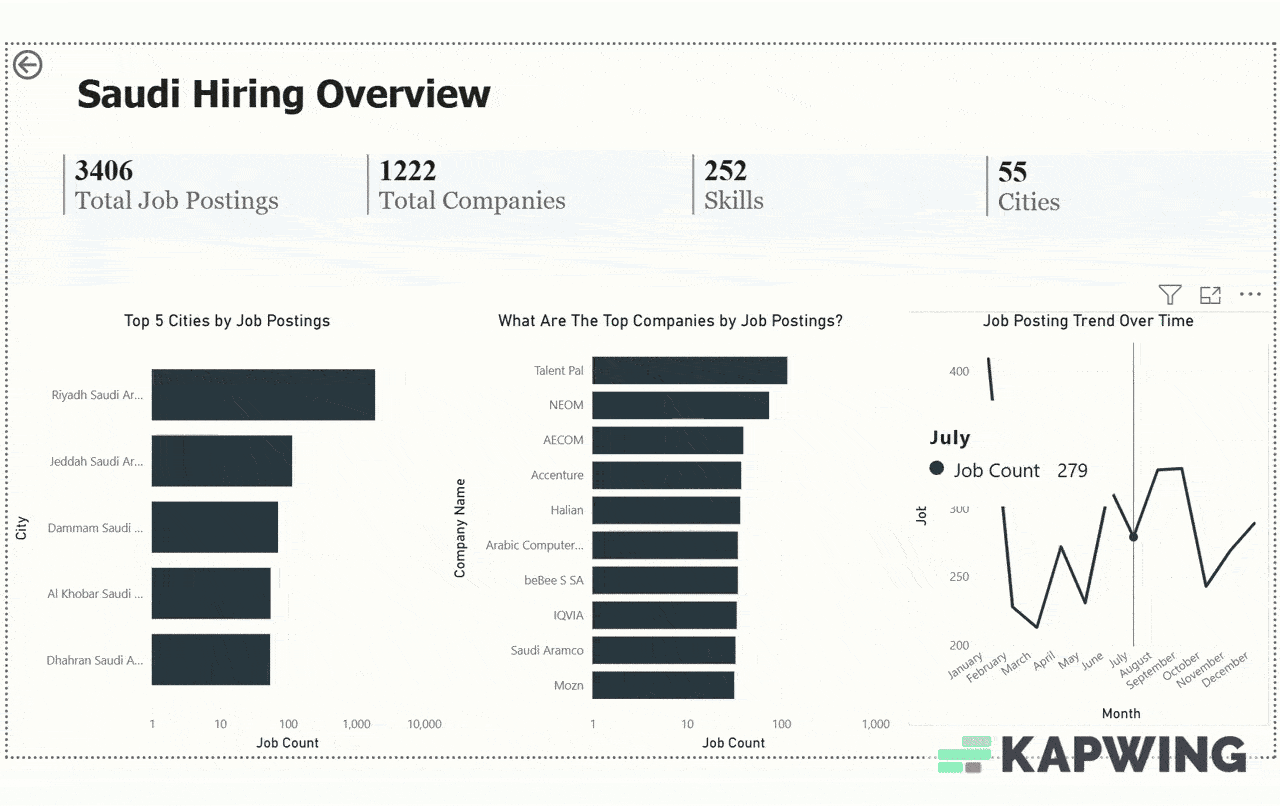 Saudi Hiring Overview
3406
Total Job Postings
1222
Total Companies
252
Skills
55
Cities
Top 5 Cities by Job Postings
City
Riyadh Saudi Ar...
Jeddah Saudi Ar...
Dammam Saudi ...
Al Khobar Saudi ...
Dhahran Saudi A...
1 10 100 1,000 10,000
Job Count
What Are The Top Companies by Job Postings?
Company Name
Talent Pal
NEOM
AECOM
Accenture
Halian
Arabic Computer...
beBee S SA
IQVIA
Saudi Aramco
Mozn
1 10 100 1,000
Job Count
Job Posting Trend Over Time
400
July
Job Count 279
Jot
300
250
200
January February March April May June July August September October November December
Month
KAPWING